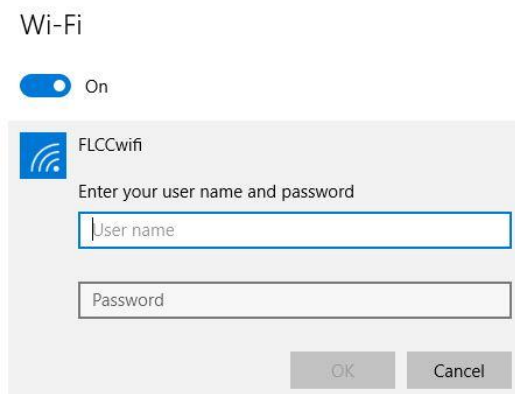 Wi-Fi
On
FLCCwifi
Enter your user name and password
User name
Password
OK
Cancel